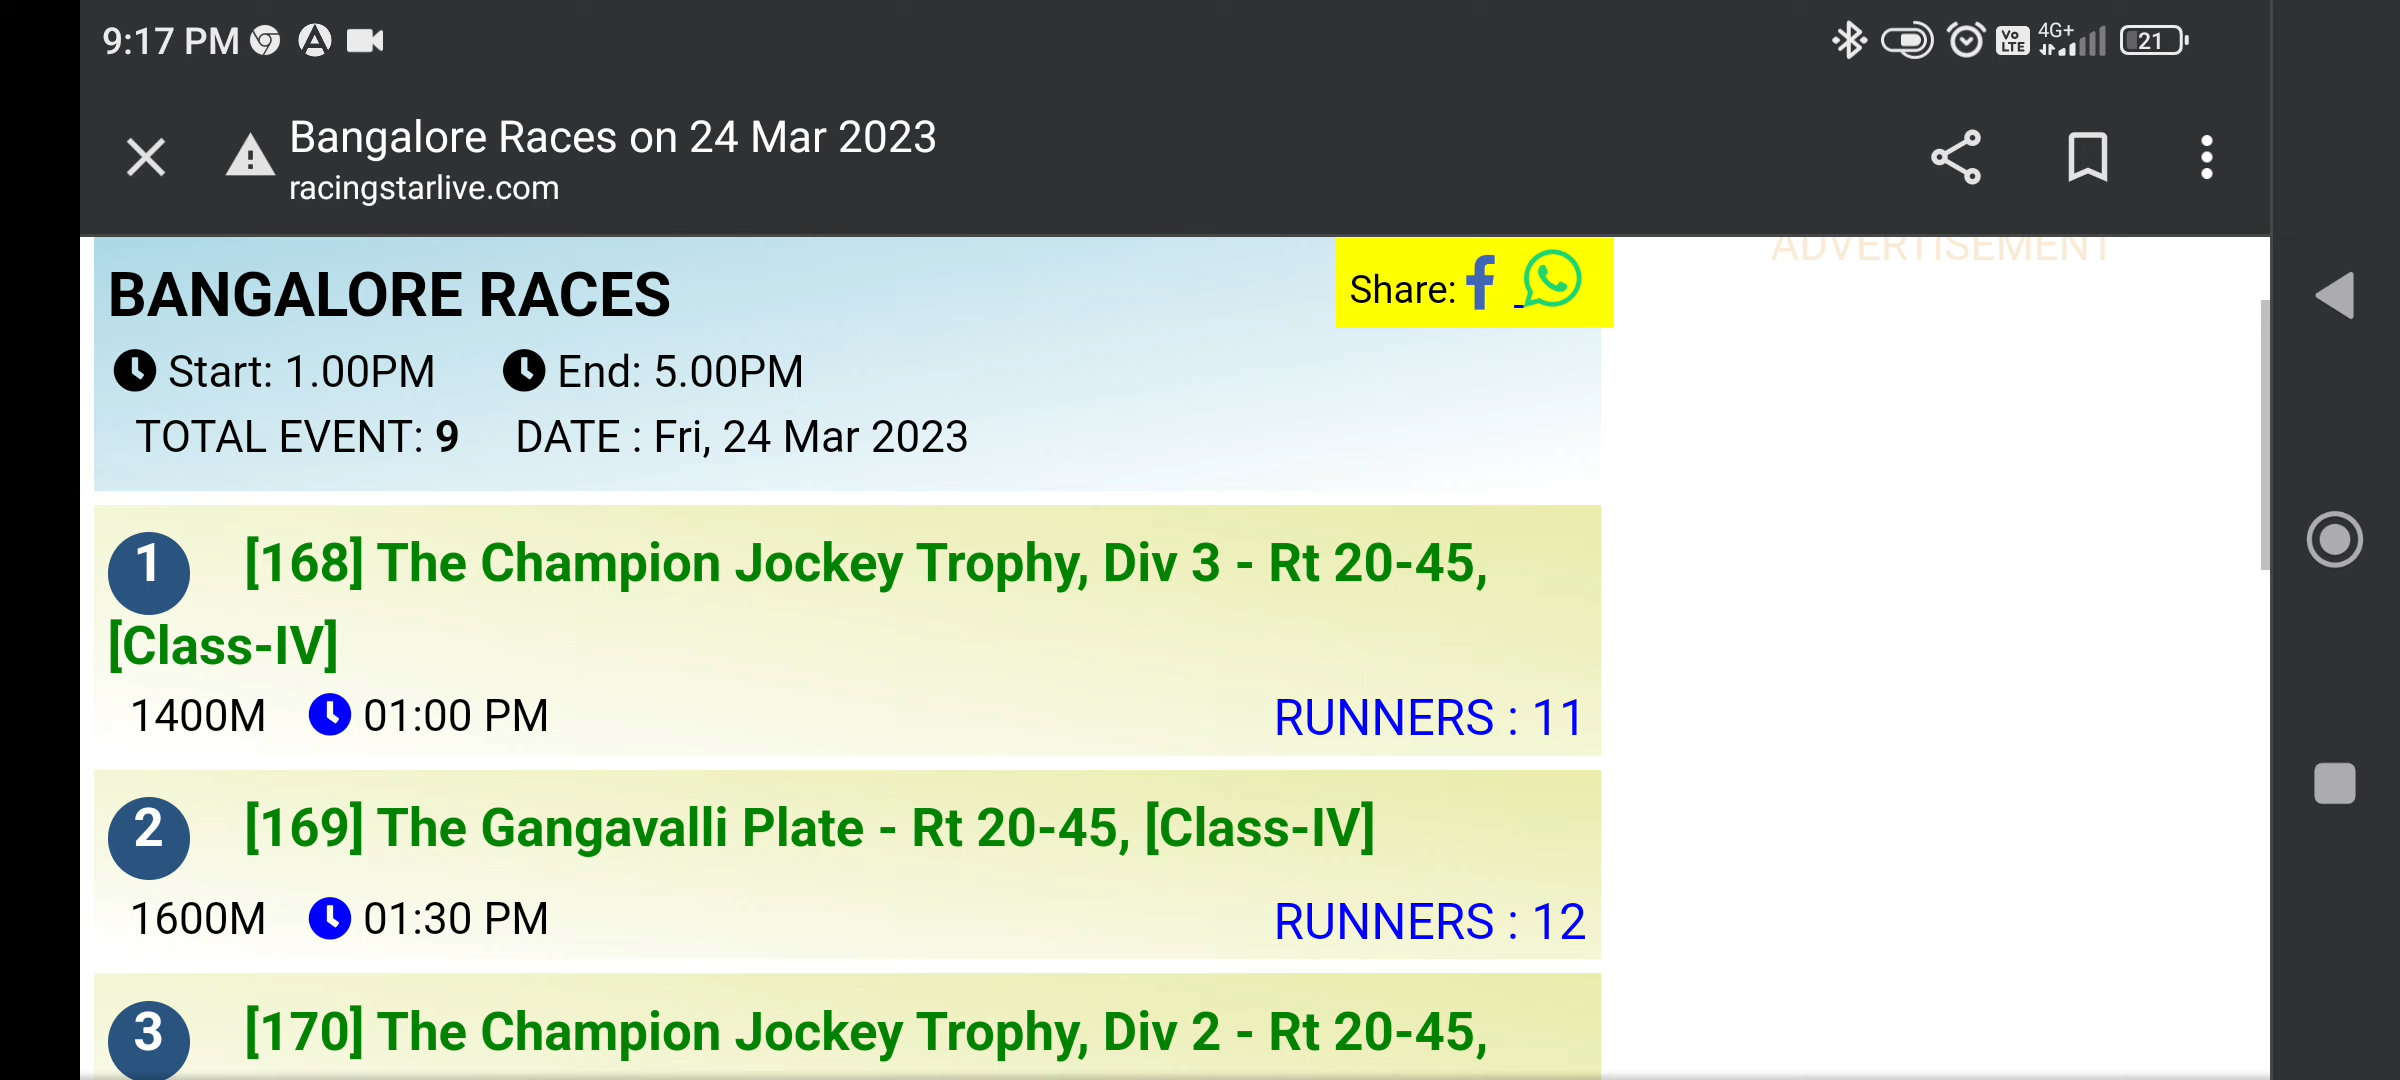 9:17 PM
Vo LTE 4G+ 21
Bangalore Races on 24 Mar 2023
racingstarlive.com
ADVERTISEMENT
BANGALORE RACES
Share:
Start: 1.00PM End: 5.00PM
TOTAL EVENT: 9 DATE : Fri, 24 Mar 2023
1 [168] The Champion Jockey Trophy, Div 3 - Rt 20-45,
[Class-IV]
1400M 01:00 PM RUNNERS : 11
2 [169] The Gangavalli Plate - Rt 20-45, [Class-IV]
1600M 01:30 PM RUNNERS : 12
3 [170] The Champion Jockey Trophy, Div 2 - Rt 20-45,